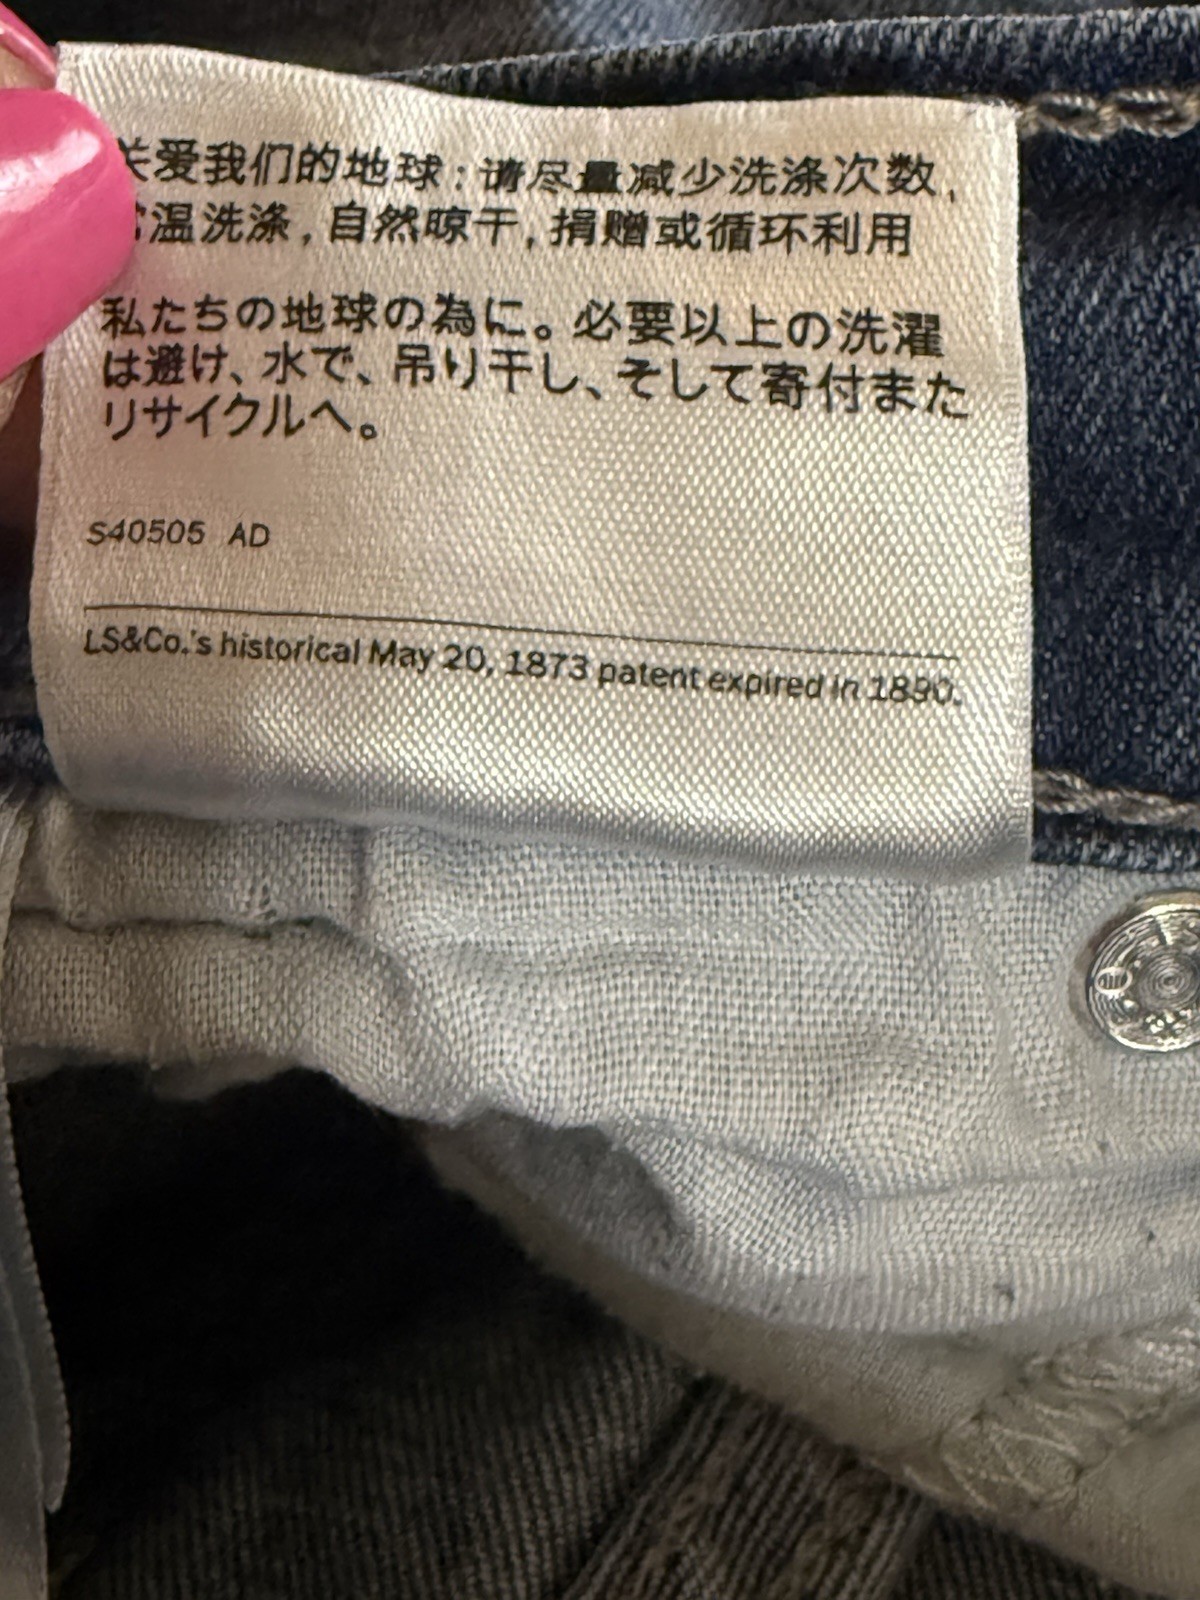 关爱我们的地球：请尽量减少洗涤次数，
常温洗涤，自然晾干，捐赠或循环利用
私たちの地球の為に。必要以上の洗濯
は避け、水で、吊り干し、そして寄付また
リサイクルへ。
S40505 AD
LS&Co.'s historical May 20, 1873 patent expired in 1890.